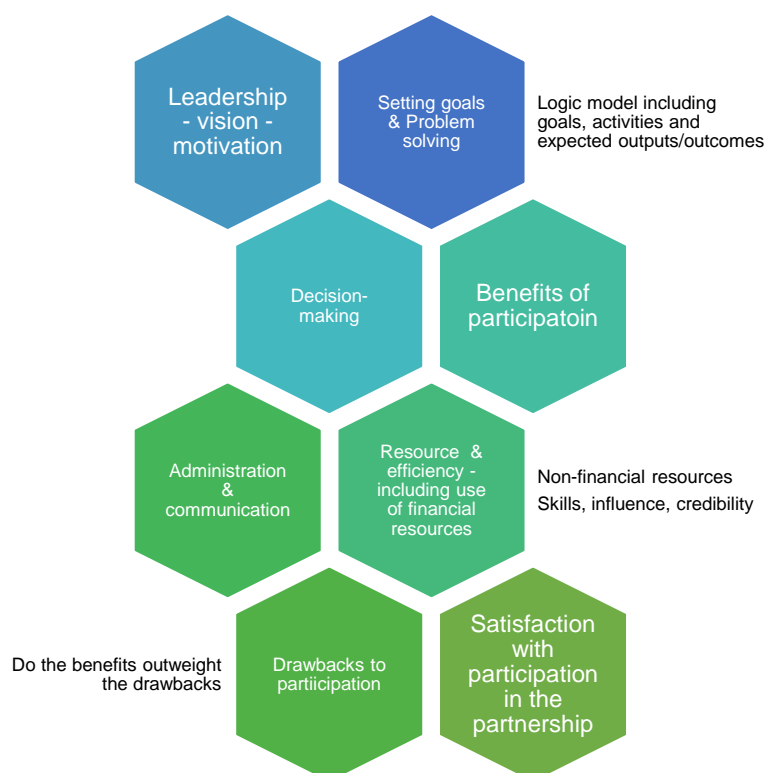 Leadership
- vision -
motivation
Setting goals
& Problem
solving
Logic model including
goals, activities and
expected outputs/outcomes
Decision-
making
Benefits of
participatoin
Administration
&
communication
Resource & 
efficiency -
including use
of financial
resources
Non-financial resources
Skills, influence, credibility
Do the benefits outweight
the drawbacks
Drawbacks to
partiicipation
Satisfaction
with
participation
in the
partnership